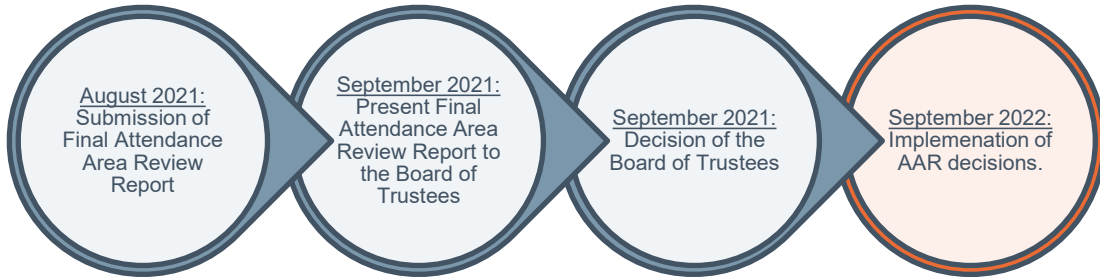 August 2021:
Submission of
Final Attendance
Area Review
Report
September 2021:
Present Final
Attendance Area
Review Report to
the Board of
Trustees
September 2021:
Decision of the
Board of Trustees
September 2022:
Implemenation of
AAR decisions.